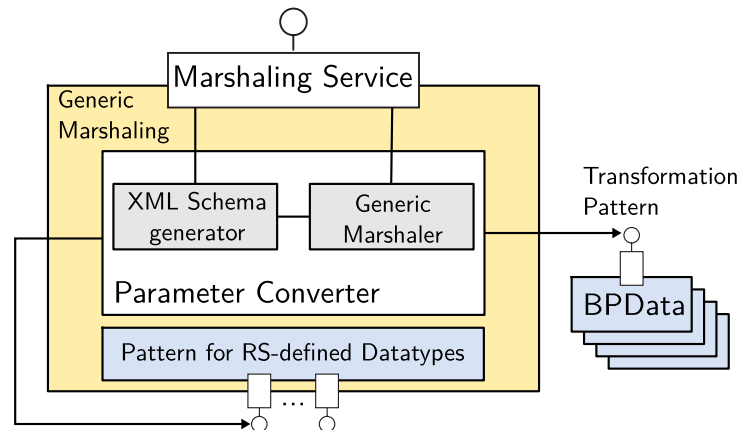 Marshaling Service
Generic
Marshaling
XML Schema
generator
Generic
Marshaler
Parameter Converter
Transformation
Pattern
BPData
Pattern for RS-defined Datatypes
...